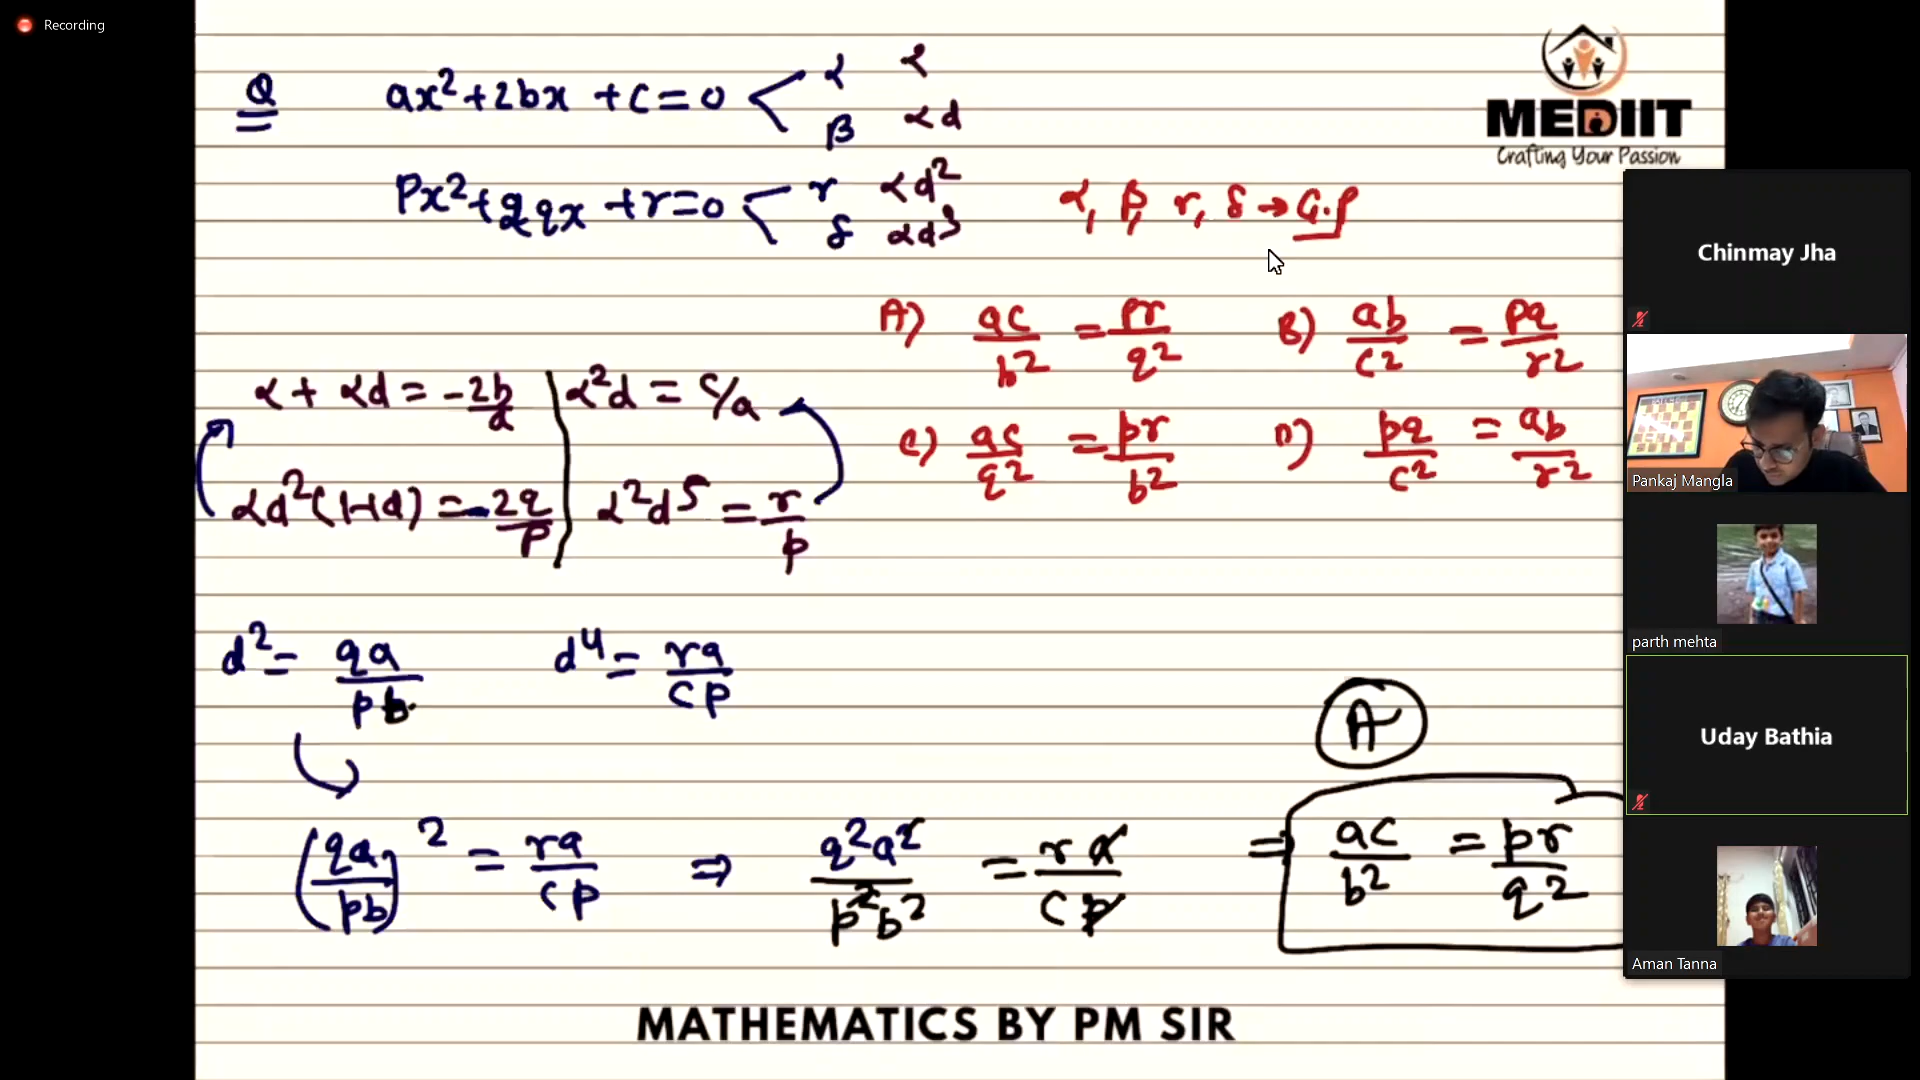 Recording
Q ax²+2bx+c=0 < α α
β αd
px²+2qx+r=0 < r αd²
δ αd³
α, β, r, δ → G.P
MEDIIT
Crafting Your Passion
A) ac/b² = pr/q² B) ab/c² = pq/r²
C) ac/q² = pr/b² D) pq/c² = ab/r²
α + αd = -2b/a | α²d = c/a
αd²(1+d) = -2q/p | α²d⁵ = r/p
d² = qa/pb d⁴ = ra/cp
A
(qa/pb)² = ra/cp ⇒ q²a²/p²b² = ra/cp ⇒ ac/b² = pr/q²
MATHEMATICS BY PM SIR
Chinmay Jha
Pankaj Mangla
parth mehta
Uday Bathia
Aman Tanna